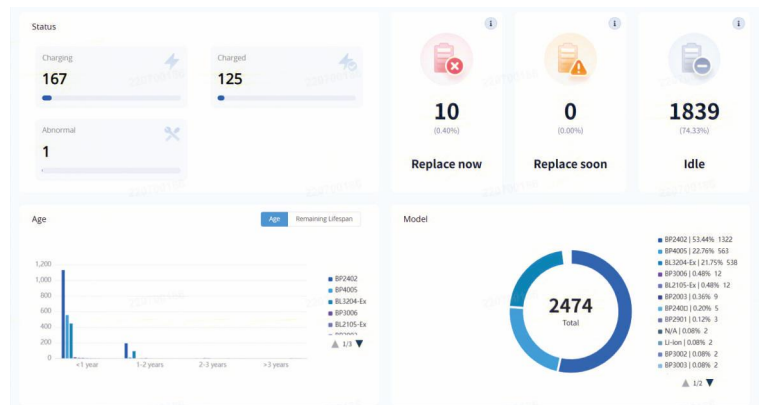 Status
Charging
167
Charged
125
Abnormal
1
10
(0.40%)
Replace now
0
(0.00%)
Replace soon
1839
(74.33%)
Idle
Age
Age
Remaining Lifespan
1,200
1,000
800
600
400
200
0
<1 year
1-2 years
2-3 years
>3 years
BP2402
BP4005
BL3204-Ex
BP3006
BL2105-Ex
1/3
Model
2474
Total
BP2402 | 53.44% 1322
BP4005 | 22.76% 563
BL3204-Ex | 21.75% 538
BP3006 | 0.48% 12
BL2105-Ex | 0.48% 12
BP2003 | 0.36% 9
| 0.20% 5
BP2901 | 0.12% 3
N/A | 0.08% 2
Li-Ion | 0.08% 2
BP3002 | 0.08% 2
BP3003 | 0.08% 2
1/2